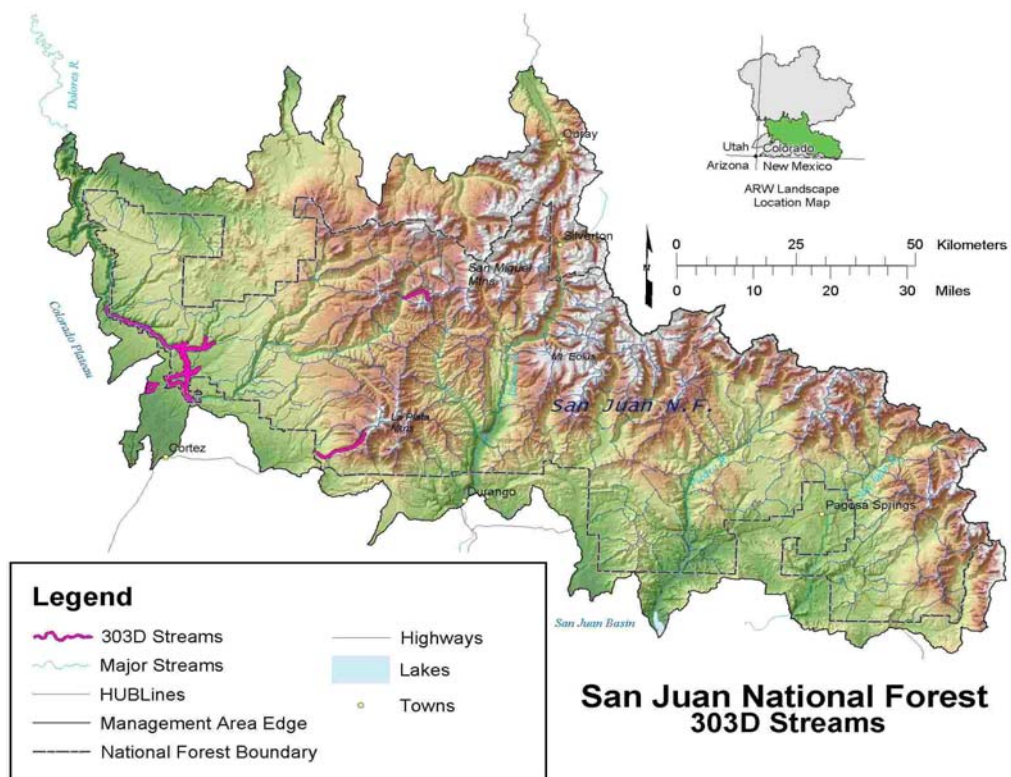 Dolores R.
Ouray
Utah
Colorado
Arizona
New Mexico
ARW Landscape
Location Map
Silverton
San Miguel
Mtns
N
0 25 50 Kilometers
0 10 20 30 Miles
Colorado Plateau
Mt. Eolus
San Juan N.F.
La Plata
Mtns
Cortez
Durango
Pagosa Springs
San Juan Basin
Legend
303D Streams
Major Streams
HUBLines
Management Area Edge
National Forest Boundary
Highways
Lakes
Towns
San Juan National Forest
303D Streams